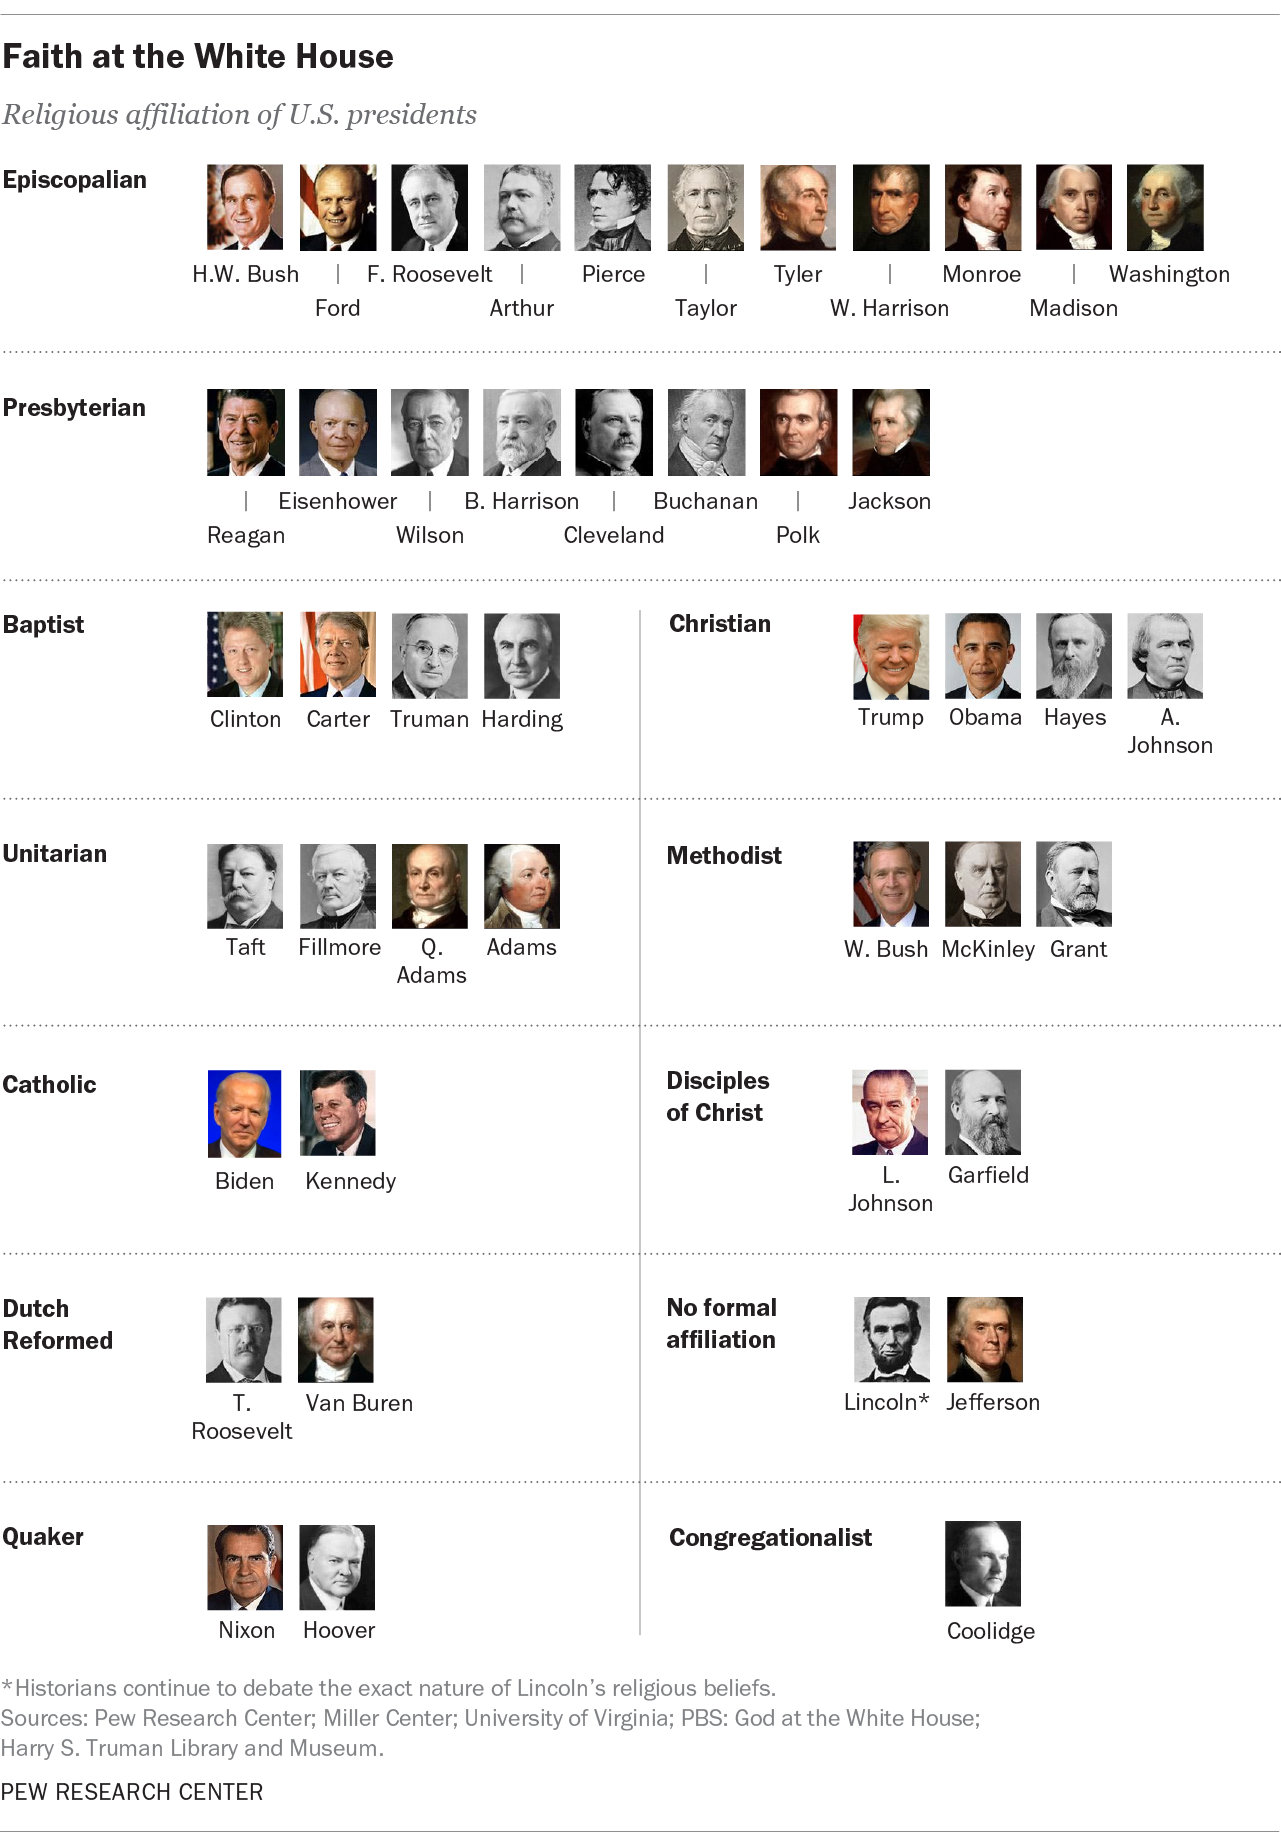 Faith at the White House
Religious affiliation of U.S. presidents
Episcopalian
H.W. Bush | F. Roosevelt | Pierce | Tyler | Monroe | Washington
Ford Arthur Taylor W. Harrison Madison
Presbyterian
| Eisenhower | B. Harrison | Buchanan | Jackson
Reagan Wilson Cleveland Polk
Baptist
Clinton Carter Truman Harding
Christian
Trump Obama Hayes A.
Johnson
Unitarian
Taft Fillmore Q. Adams
Adams
Methodist
W. Bush McKinley Grant
Catholic
Biden Kennedy
Disciples
of Christ
L. Garfield
Johnson
Dutch
Reformed
T. Van Buren
Roosevelt
No formal
affiliation
Lincoln* Jefferson
Quaker
Nixon Hoover
Congregationalist
Coolidge
*Historians continue to debate the exact nature of Lincoln’s religious beliefs.
Sources: Pew Research Center; Miller Center; University of Virginia; PBS: God at the White House;
Harry S. Truman Library and Museum.
PEW RESEARCH CENTER